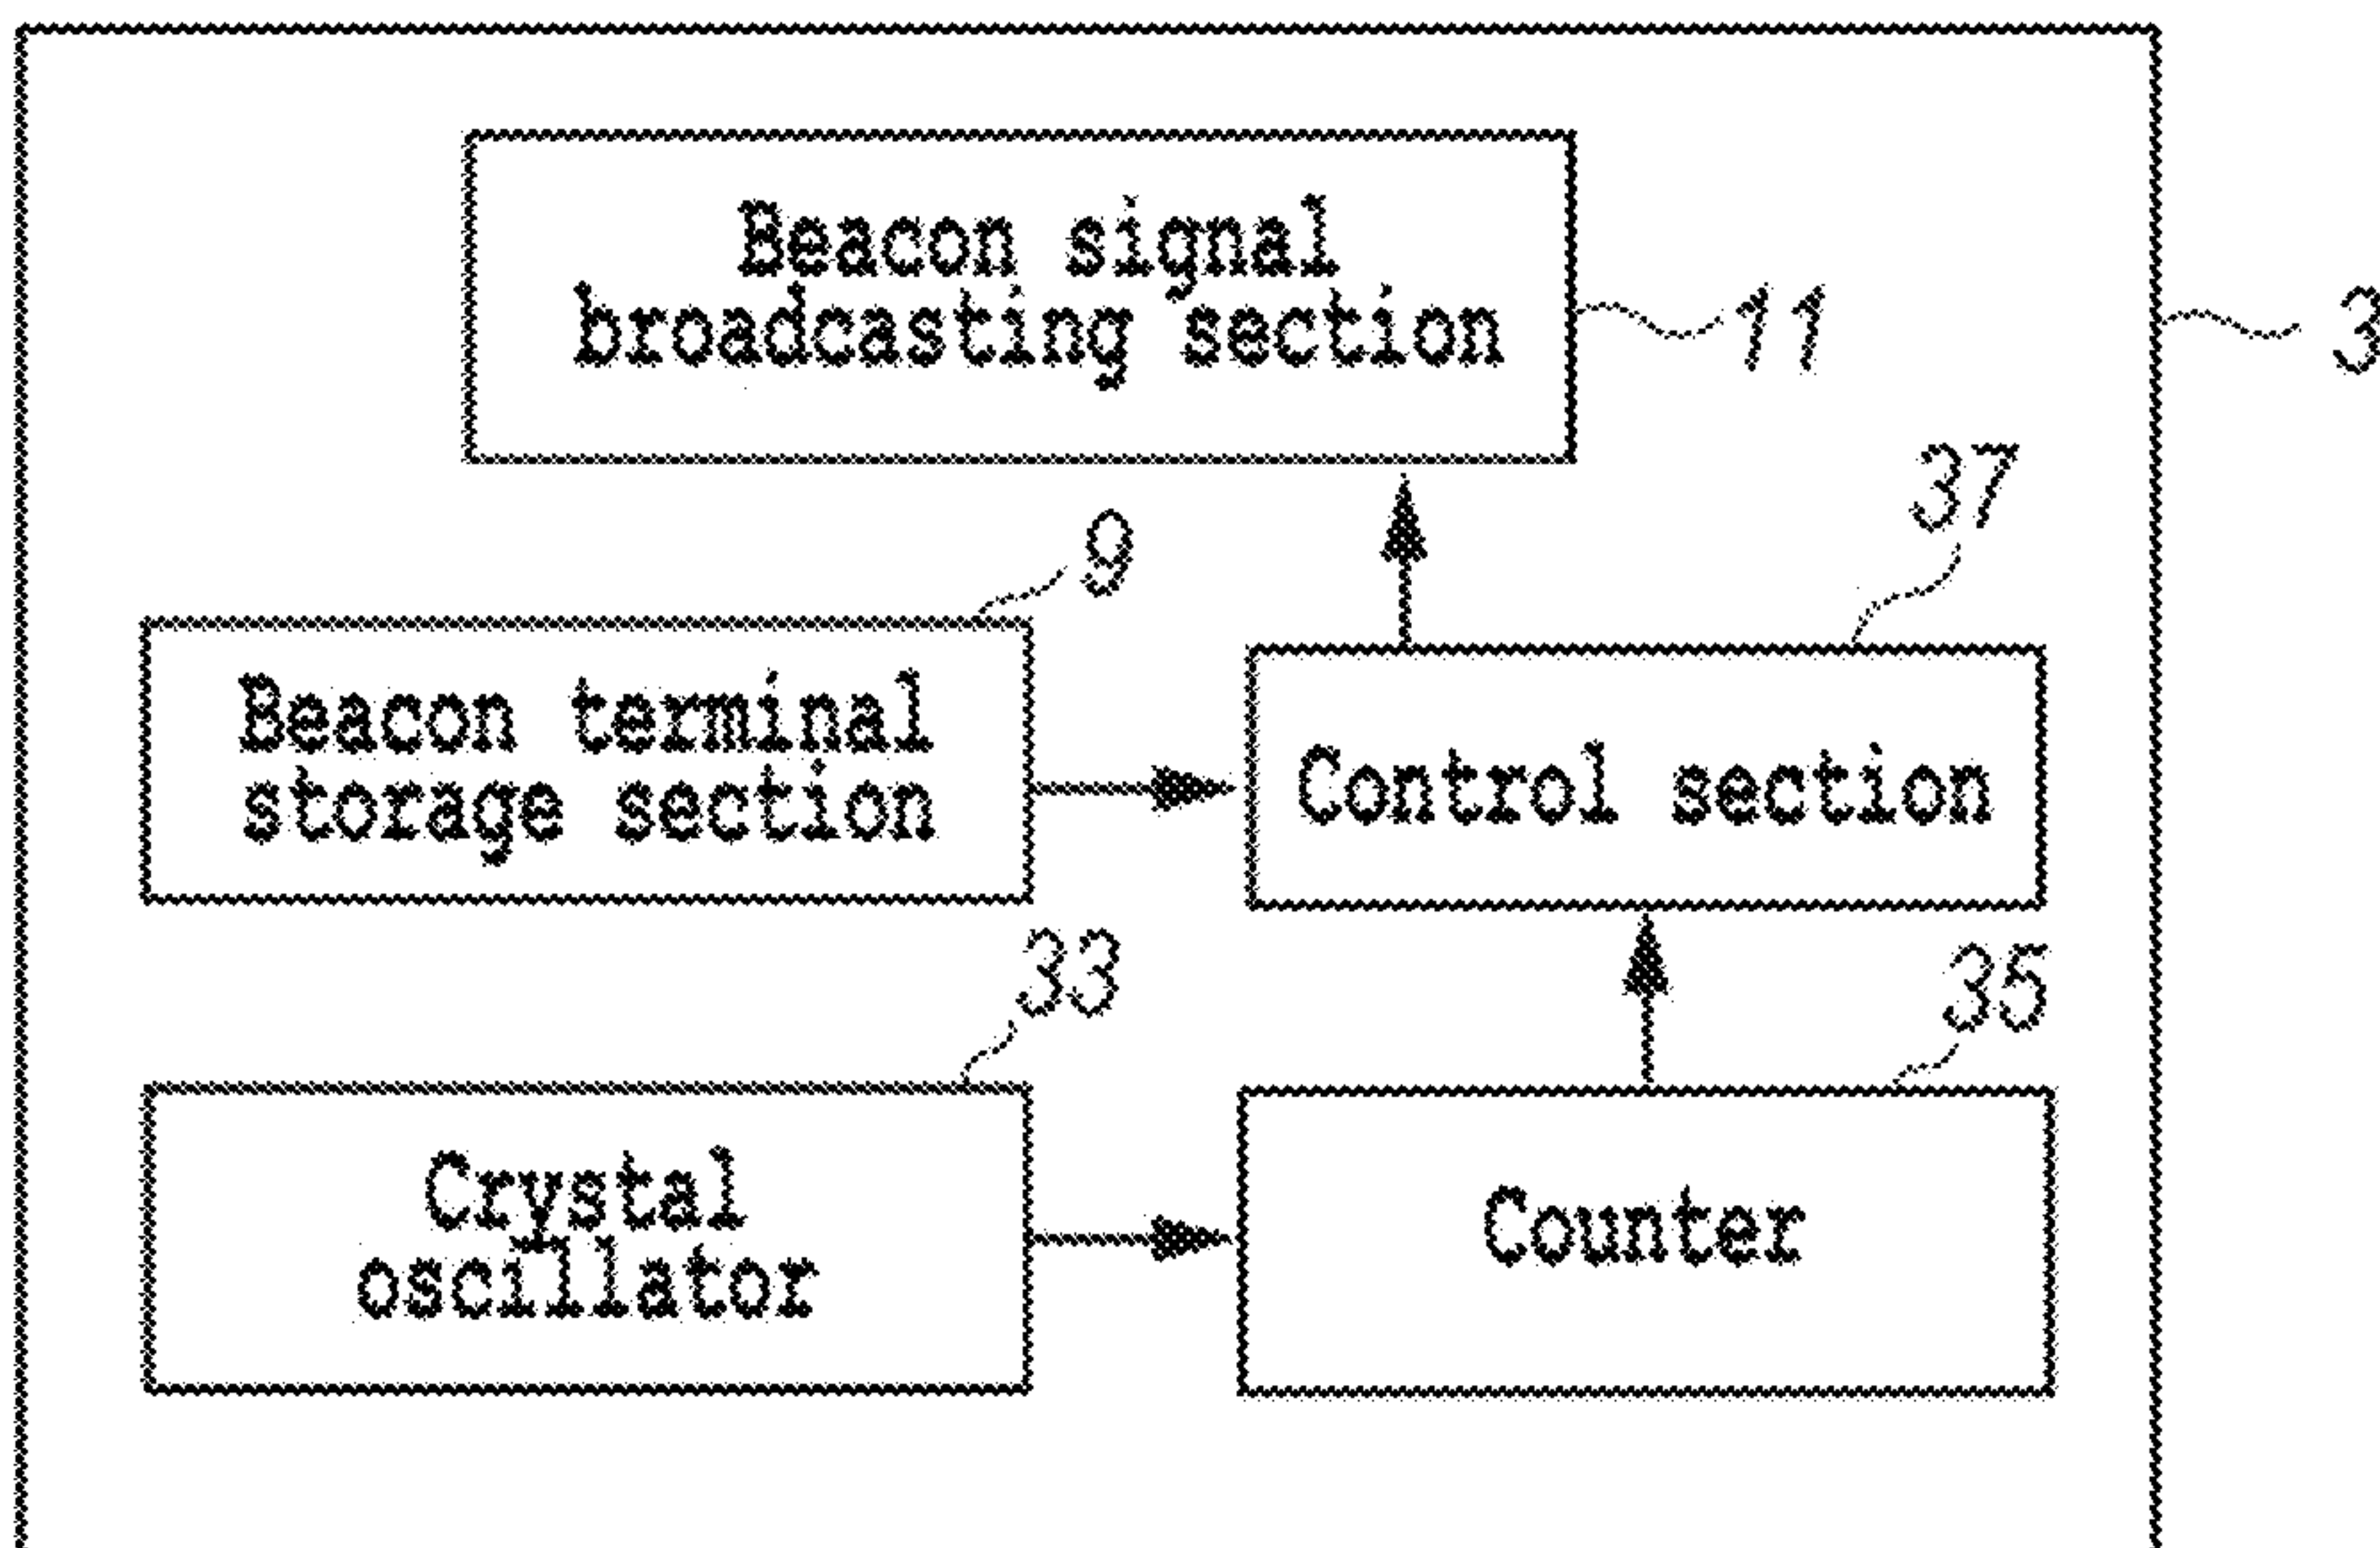 Beacon signal
broadcasting section
11
3
37
9
Beacon terminal
storage section
Control section
33
35
Crystal
oscillator
Counter